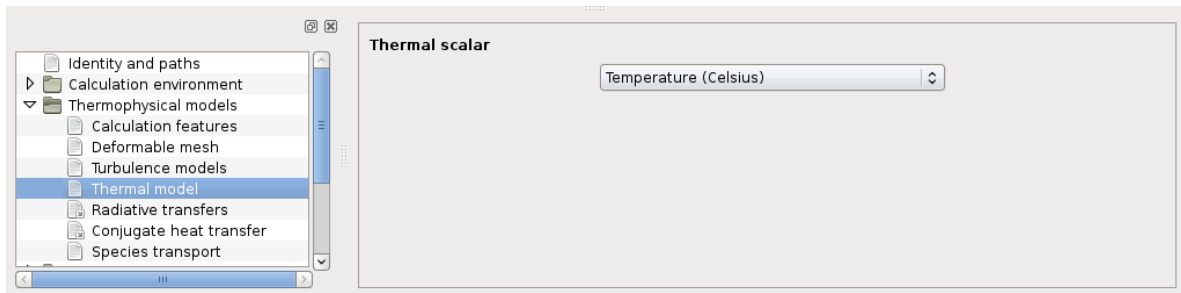 Identity and paths
Calculation environment
Thermophysical models
Calculation features
Deformable mesh
Turbulence models
Thermal model
Radiative transfers
Conjugate heat transfer
Species transport
Thermal scalar
Temperature (Celsius)